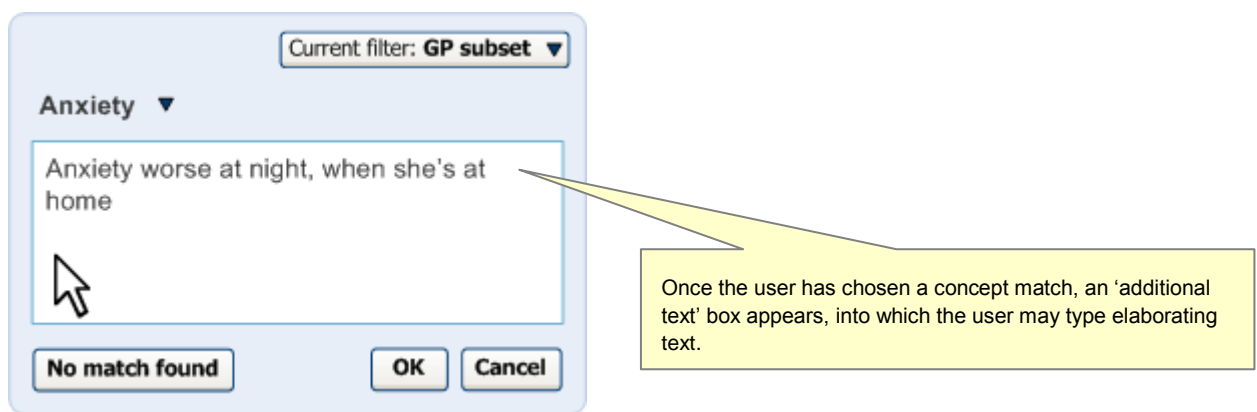 Current filter: GP subset
Anxiety
Anxiety worse at night, when she's at
home
No match found
OK
Cancel
Once the user has chosen a concept match, an ‘additional
text’ box appears, into which the user may type elaborating
text.